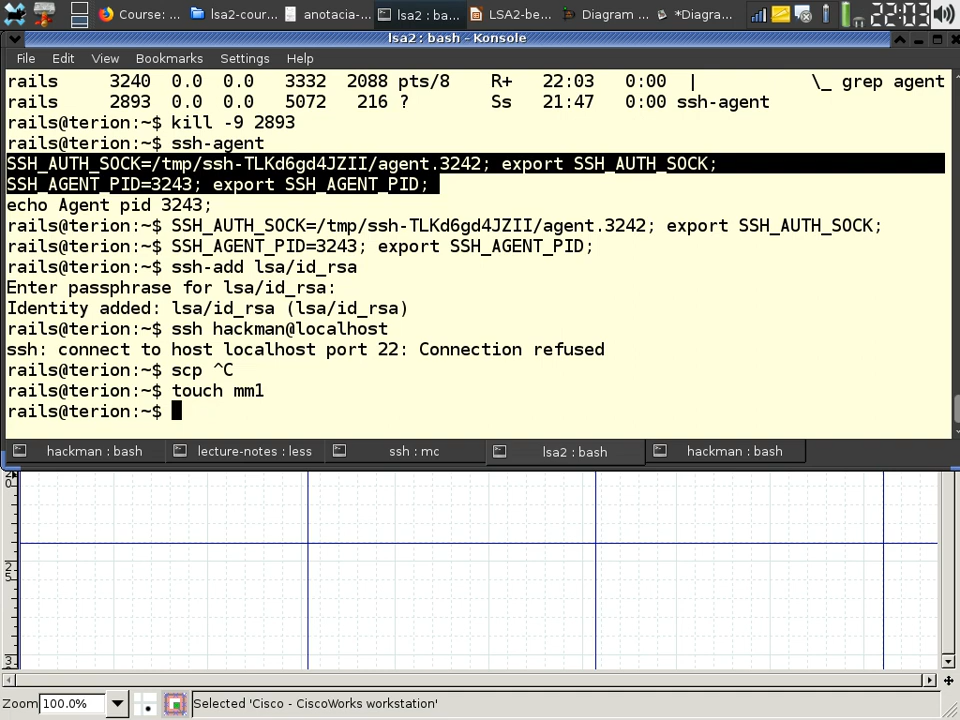 Course: ...
lsa2-cour...
anotacia-...
lsa2 : ba...
LSA2-be...
Diagram ...
*Diagra...
22:03
lsa2 : bash - Konsole
File Edit View Bookmarks Settings Help
rails 3240 0.0 0.0 3332 2088 pts/8 R+ 22:03 0:00 | \_ grep agent
rails 2893 0.0 0.0 5072 216 ? Ss 21:47 0:00 ssh-agent
rails@terion:~$ kill -9 2893
rails@terion:~$ ssh-agent
SSH_AUTH_SOCK=/tmp/ssh-TLKd6gd4JZII/agent.3242; export SSH_AUTH_SOCK;
SSH_AGENT_PID=3243; export SSH_AGENT_PID;
echo Agent pid 3243;
rails@terion:~$ SSH_AUTH_SOCK=/tmp/ssh-TLKd6gd4JZII/agent.3242; export SSH_AUTH_SOCK;
rails@terion:~$ SSH_AGENT_PID=3243; export SSH_AGENT_PID;
rails@terion:~$ ssh-add lsa/id_rsa
Enter passphrase for lsa/id_rsa:
Identity added: lsa/id_rsa (lsa/id_rsa)
rails@terion:~$ ssh hackman@localhost
ssh: connect to host localhost port 22: Connection refused
rails@terion:~$ scp ^C
rails@terion:~$ touch mm1
rails@terion:~$
hackman : bash
lecture-notes : less
ssh : mc
lsa2 : bash
hackman : bash
25
Zoom 100.0%
Selected 'Cisco - CiscoWorks workstation'